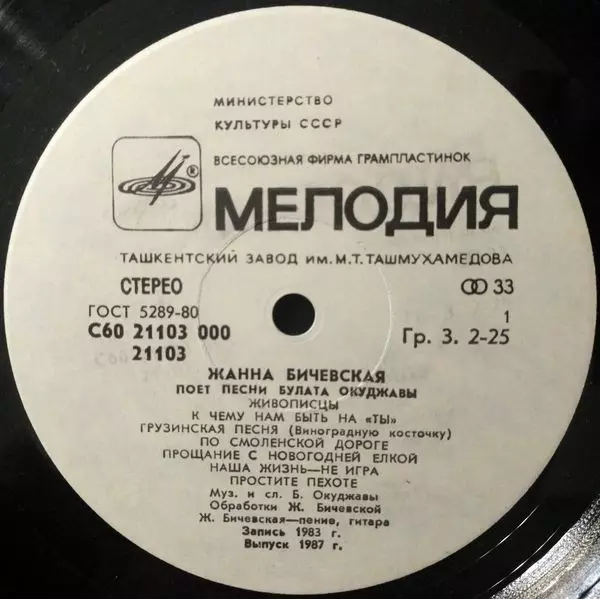 МИНИСТЕРСТВО
КУЛЬТУРЫ СССР
ВСЕСОЮЗНАЯ ФИРМА ГРАМПЛАСТИНОК
®
МЕЛОДИЯ
ТАШКЕНТСКИЙ ЗАВОД ИМ. М.Т. ТАШМУХАМЕДОВА
СТЕРЕО 33
ГОСТ 5289-80 1
С60 21103 000 Гр. 3. 2-25
21103
ЖАННА БИЧЕВСКАЯ
ПОЕТ ПЕСНИ БУЛАТА ОКУДЖАВЫ
ЖИВОПИСЦЫ
К ЧЕМУ НАМ БЫТЬ НА «ТЫ»
ГРУЗИНСКАЯ ПЕСНЯ (Виноградную косточку)
ПО СМОЛЕНСКОЙ ДОРОГЕ
ПРОЩАНИЕ С НОВОГОДНЕЙ ЕЛКОЙ
НАША ЖИЗНЬ—НЕ ИГРА
ПРОСТИТЕ ПЕХОТЕ
Муз. и сл. Б. Окуджавы
Обработки Ж. Бичевской
Ж. Бичевская—пение, гитара
Запись 1983 г.
Выпуск 1987 г.